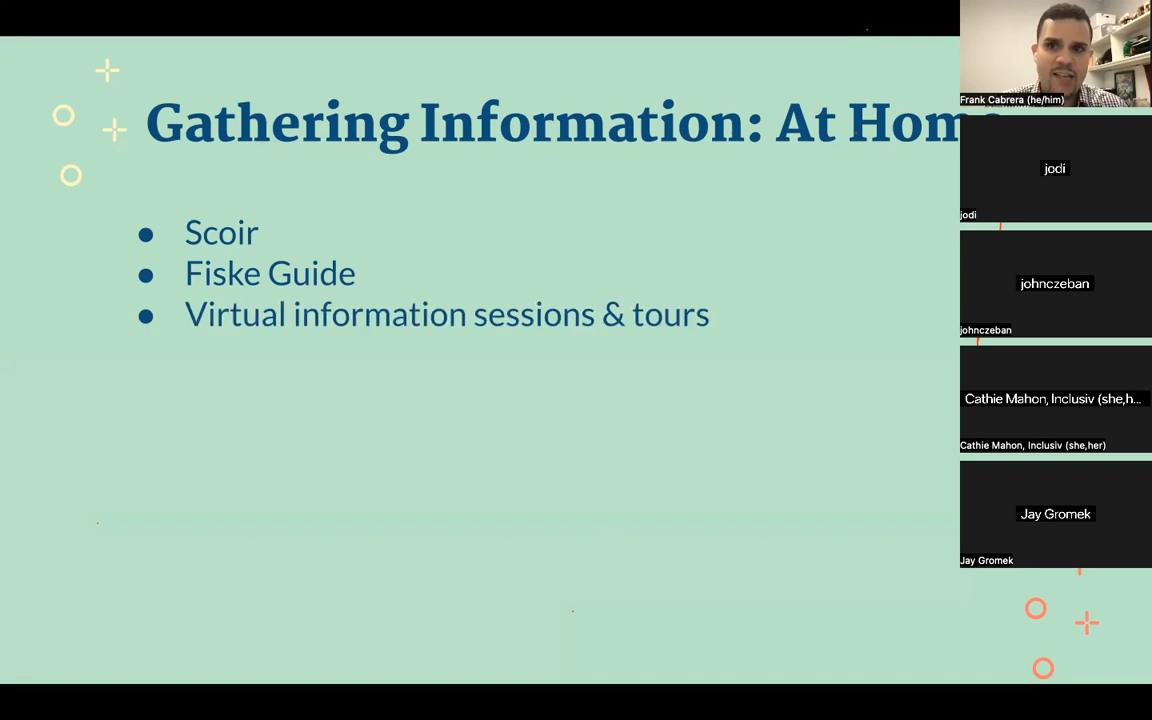 Gathering Information: At Home
Scoir
Fiske Guide
Virtual information sessions & tours
Frank Cabrera (he/him)
jodi
jodi
johnczeban
johnczeban
Cathie Mahon, Inclusiv (she,h...
Cathie Mahon, Inclusiv (she,her)
Jay Gromek
Jay Gromek